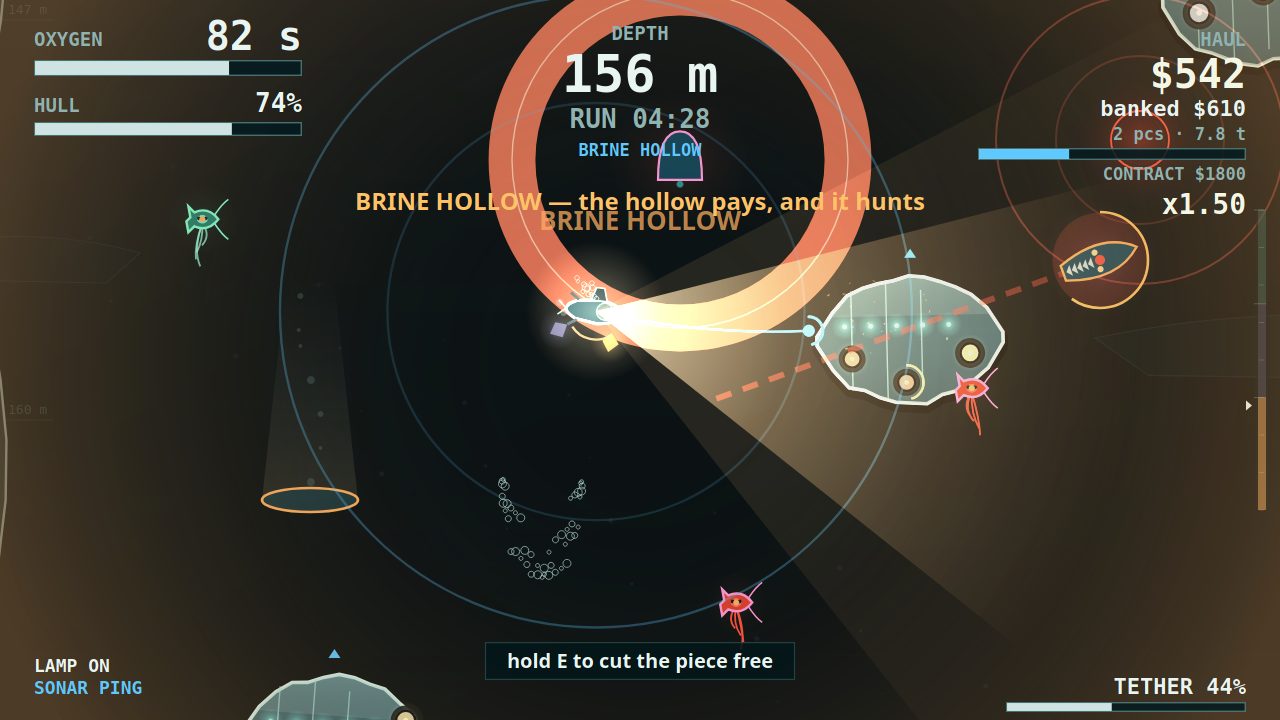 147 m
OXYGEN 82 s
HULL 74%
DEPTH
156 m
RUN 04:28
BRINE HOLLOW
BRINE HOLLOW — the hollow pays, and it hunts
BRINE HOLLOW
HAUL
$542
banked $610
2 pcs · 7.8 t
CONTRACT $1800
x1.50
160 m
hold E to cut the piece free
LAMP ON
SONAR PING
TETHER 44%